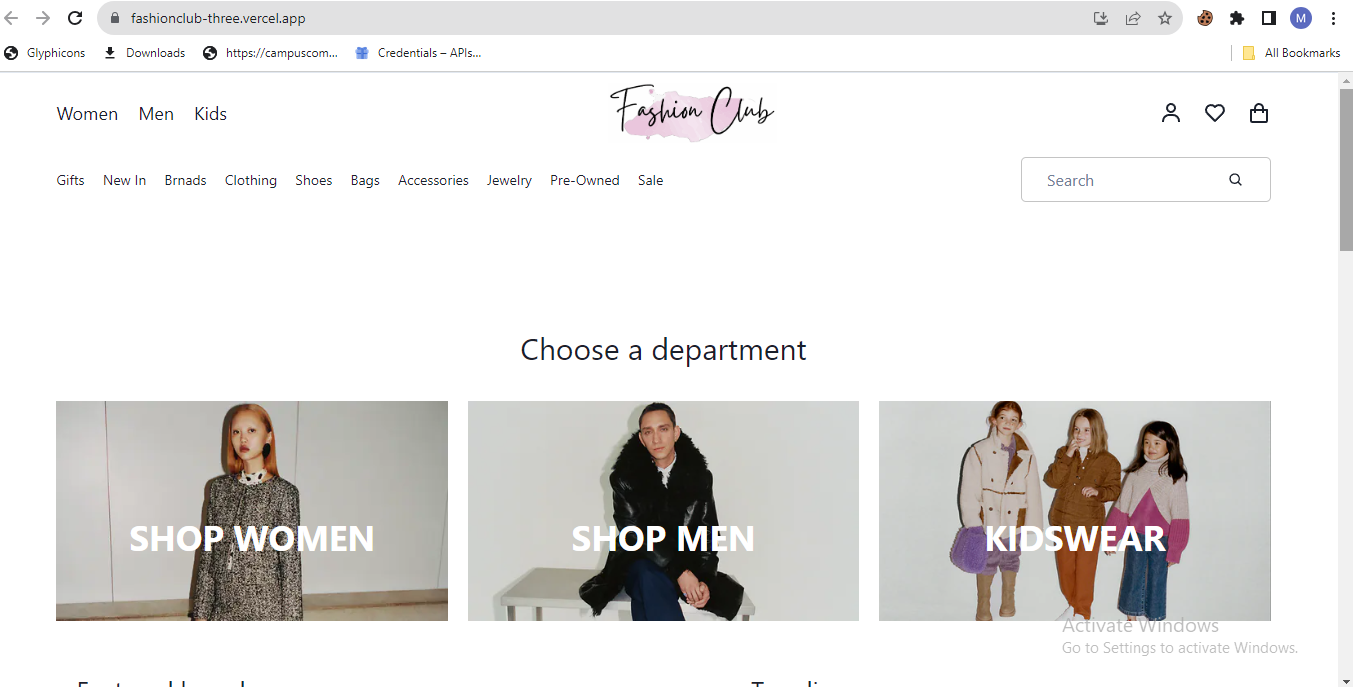 fashionclub-three.vercel.app
M
Glyphicons Downloads https://campuscom... Credentials – APIs... All Bookmarks
Women Men Kids
Fashion Club
Gifts New In Brnads Clothing Shoes Bags Accessories Jewelry Pre-Owned Sale
Search
Choose a department
SHOP WOMEN
SHOP MEN
KIDSWEAR
Activate Windows
Go to Settings to activate Windows.